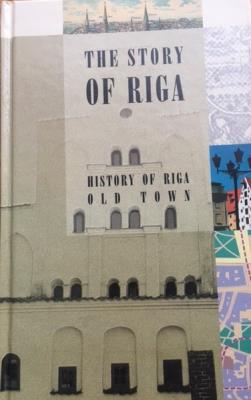 THE STORY
OF RIGA
HISTORY OF RIGA
OLD TOWN